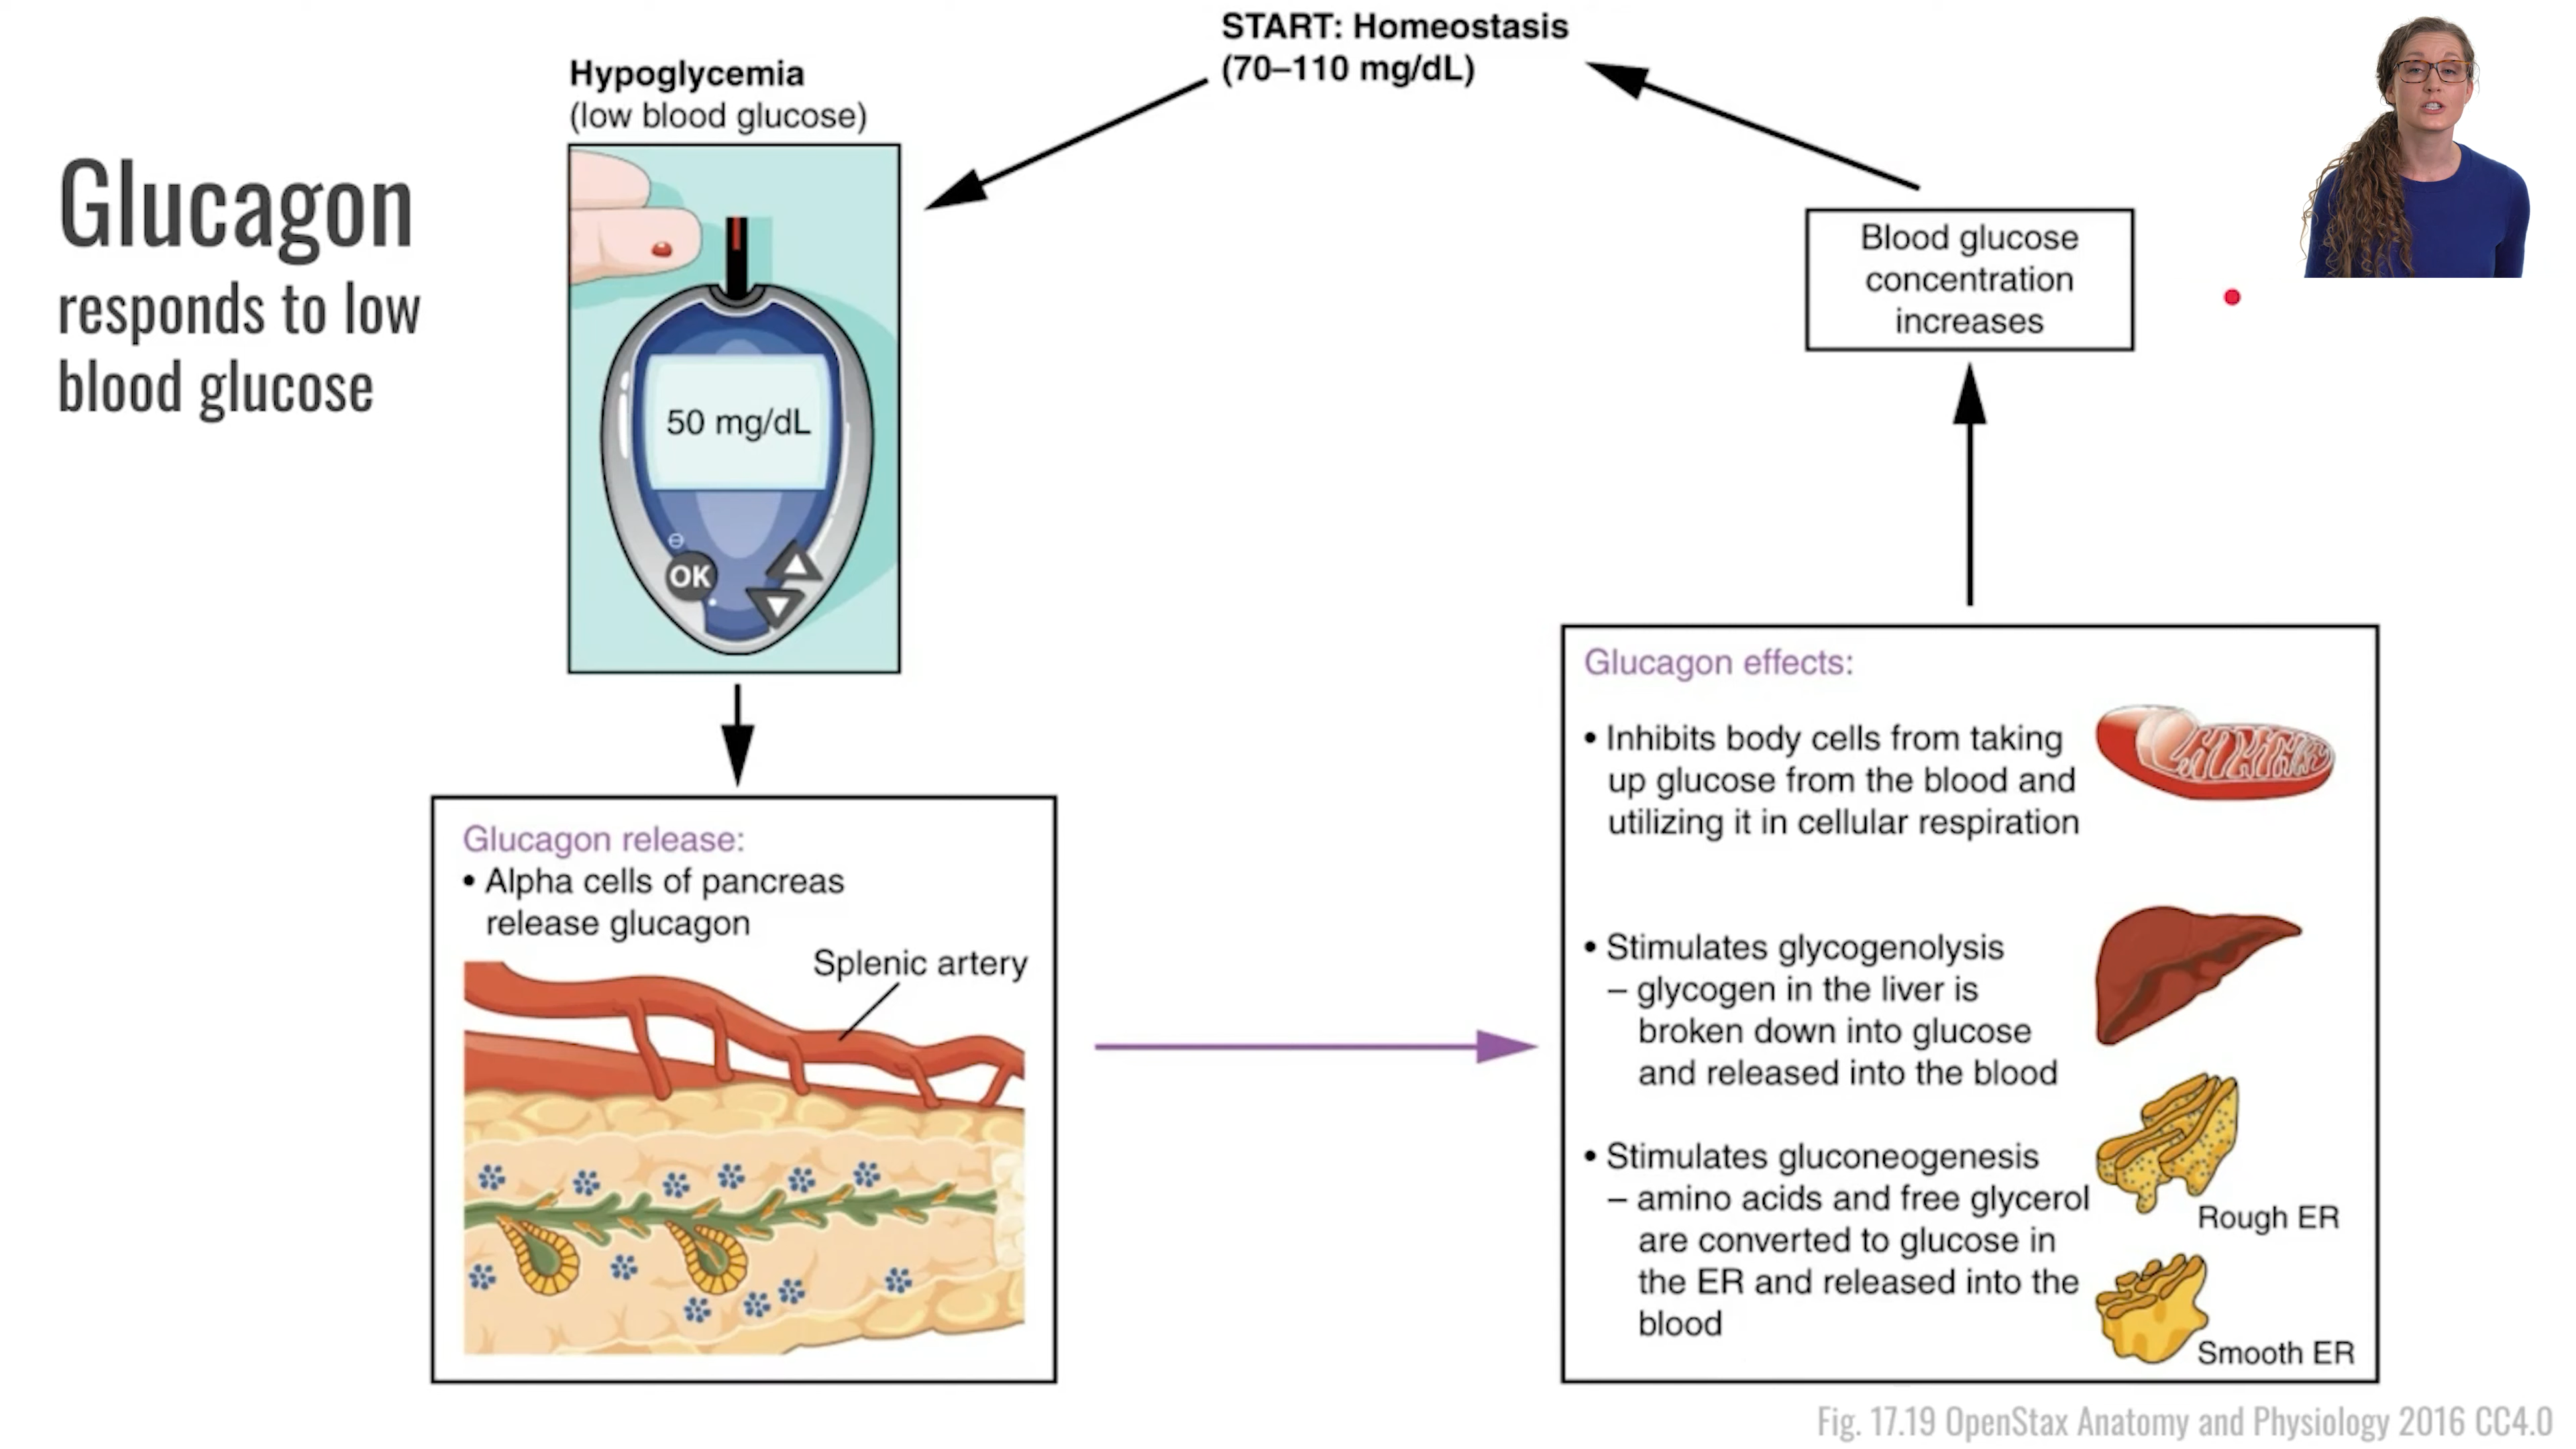 Glucagon
responds to low
blood glucose
START: Homeostasis
(70–110 mg/dL)
Hypoglycemia
(low blood glucose)
50 mg/dL
OK
Glucagon release:
• Alpha cells of pancreas
release glucagon
Splenic artery
Glucagon effects:
• Inhibits body cells from taking
up glucose from the blood and
utilizing it in cellular respiration
• Stimulates glycogenolysis
– glycogen in the liver is
broken down into glucose
and released into the blood
• Stimulates gluconeogenesis
– amino acids and free glycerol
are converted to glucose in
the ER and released into the
blood
Rough ER
Smooth ER
Blood glucose
concentration
increases
Fig. 17.19 OpenStax Anatomy and Physiology 2016 CC4.0